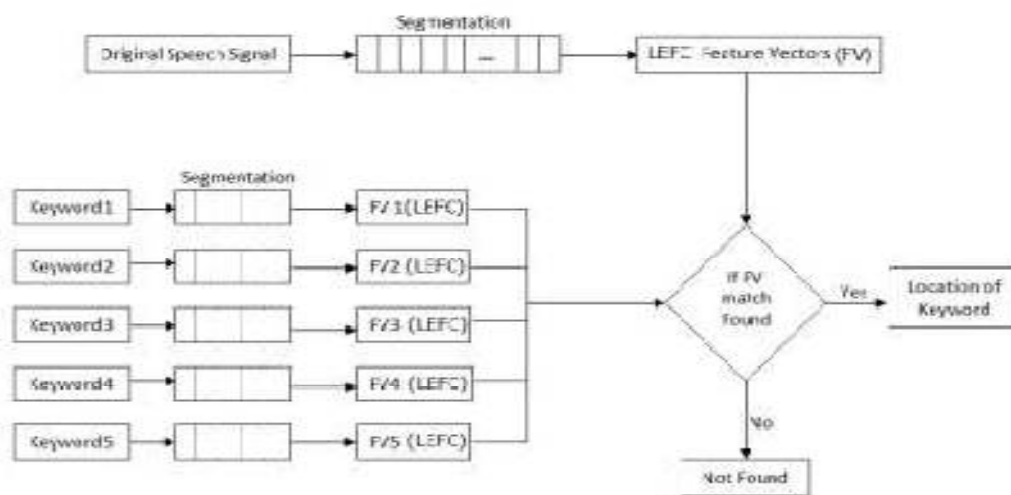 Segmentation
Original Speech Signal
...
LEFC Feature Vectors (FV)
Segmentation
Keyword1
FV1(LEFC)
Keyword2
FV2 (LEFC)
Keyword3
FV3 (LEFC)
Keyword4
FV4 (LEFC)
Keyword5
FV5 (LEFC)
If FV
match
Found
Yes
Location of
Keyword
No
Not Found